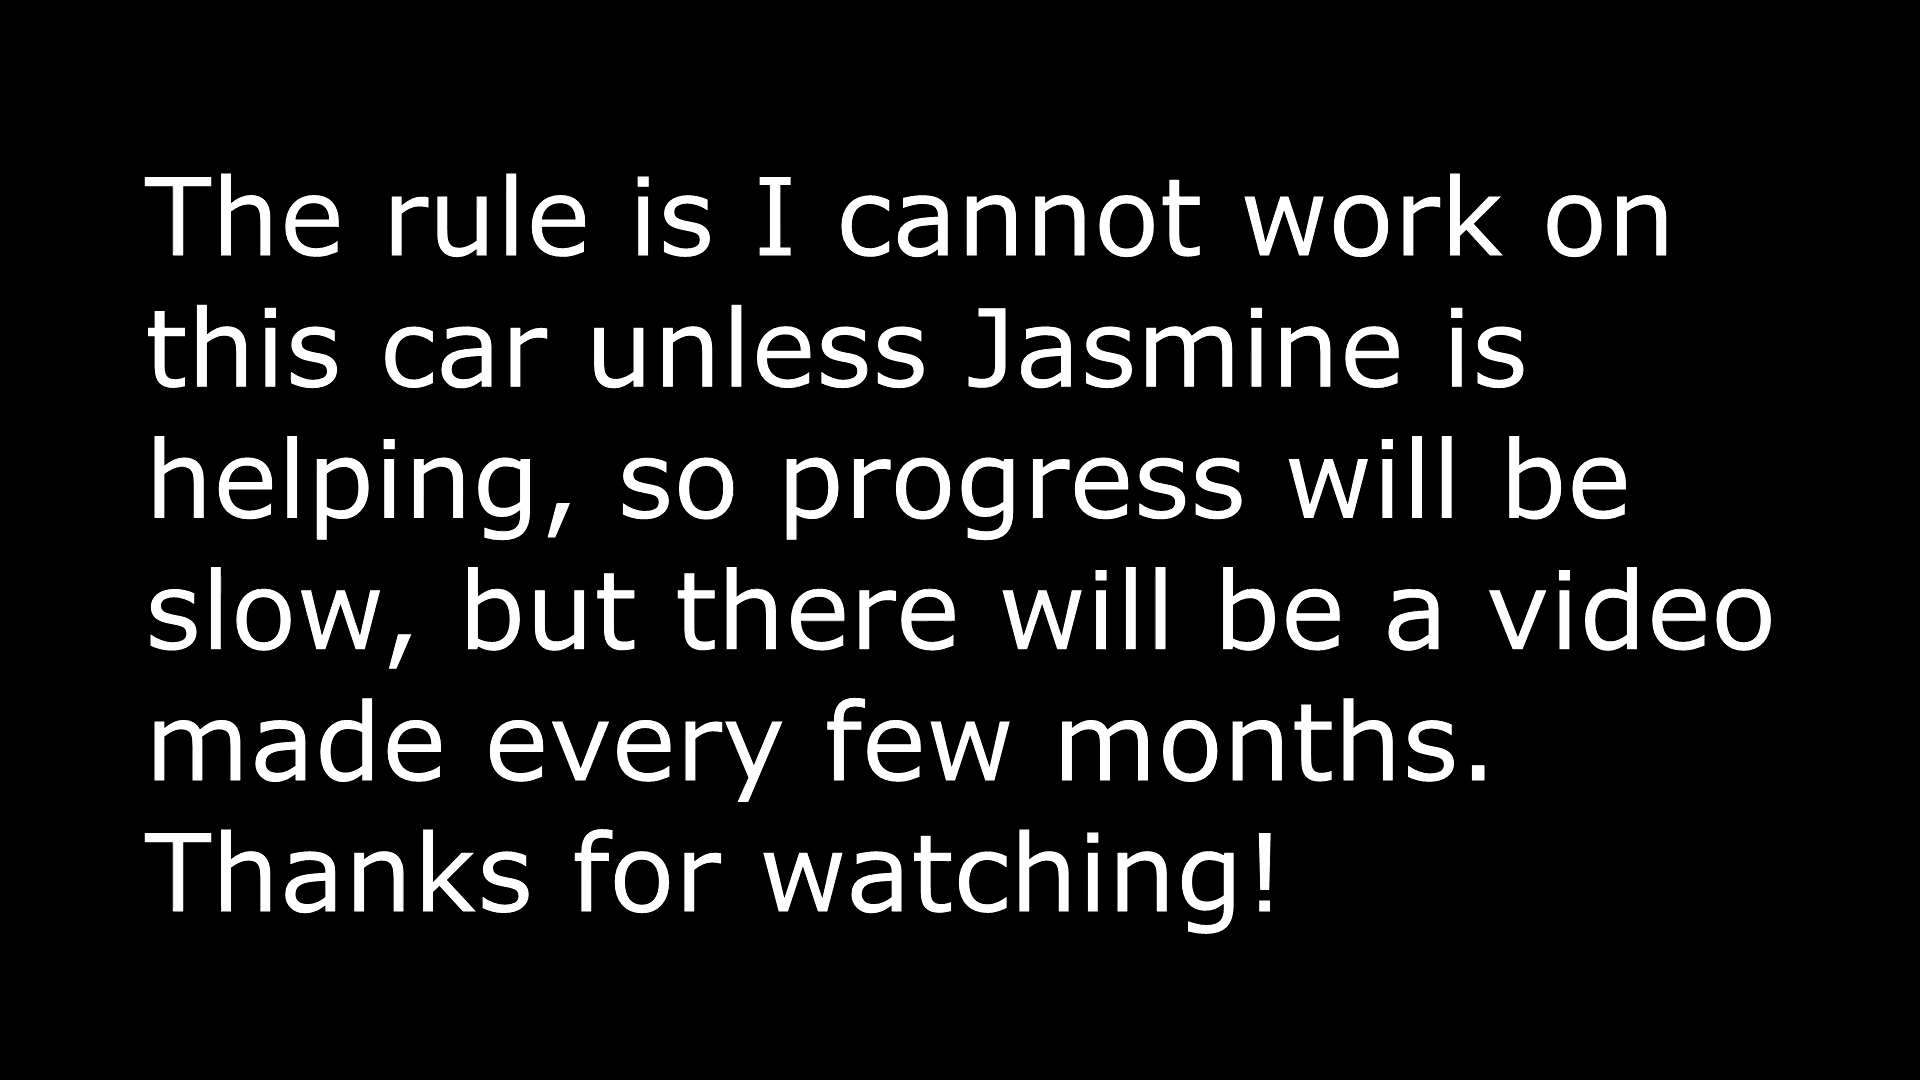 The rule is I cannot work on
this car unless Jasmine is
helping, so progress will be
slow, but there will be a video
made every few months.
Thanks for watching!